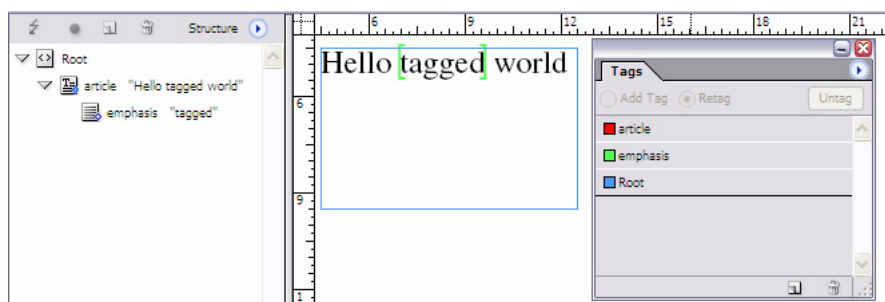 Structure
Root
article "Hello tagged world"
emphasis "tagged"
6 9 12 15 18 21
6
9
1
Hello [tagged] world
Tags
Add Tag Retag Untag
article
emphasis
Root